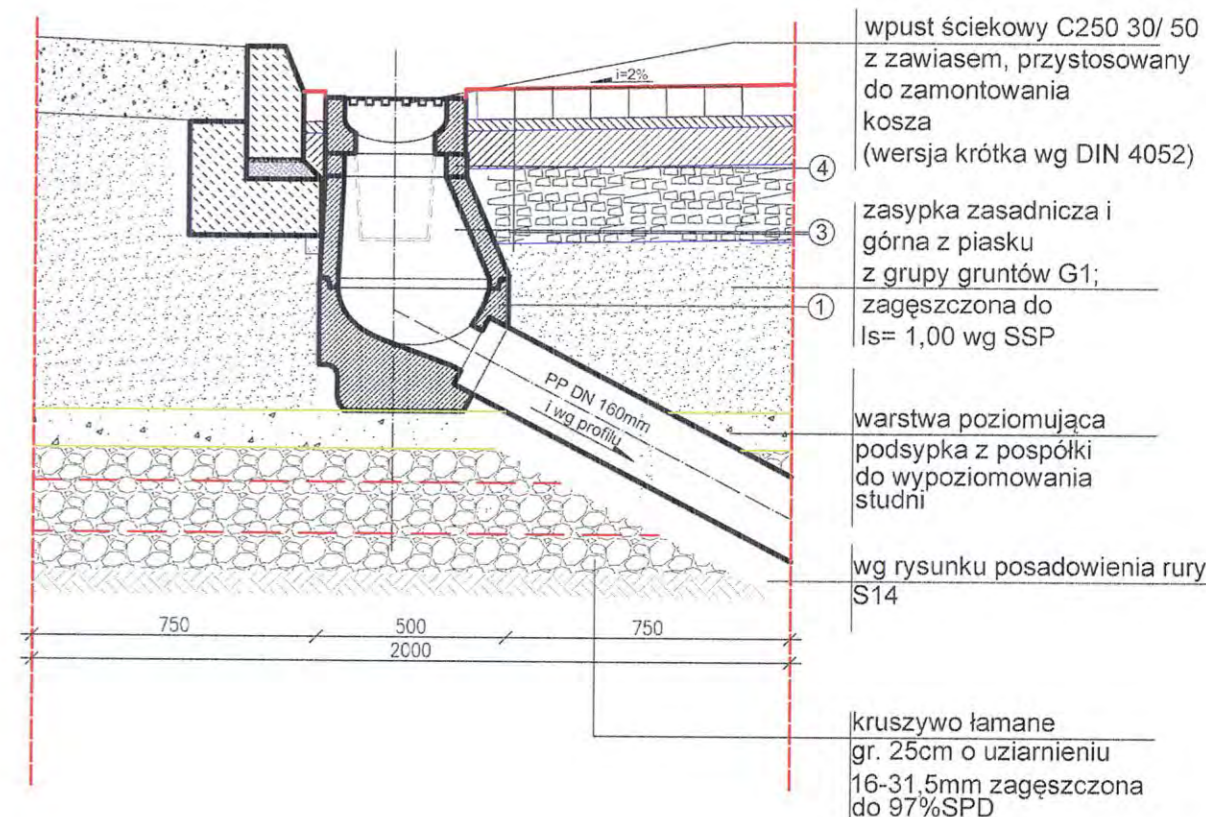 wpust ściekowy C250 30/ 50
z zawiasem, przystosowany
do zamontowania
kosza
(wersja krótka wg DIN 4052)
i=2%
④
zasypka zasadnicza i
górna z piasku
z grupy gruntów G1;
zagęszczona do
Is= 1,00 wg SSP
③
①
PP DN 160mm
i wg profilu
warstwa poziomująca
podsypka z pospółki
do wypoziomowania
studni
wg rysunku posadowienia rury
S14
750 500 750
2000
kruszywo łamane
gr. 25cm o uziarnieniu
16-31,5mm zagęszczona
do 97%SPD